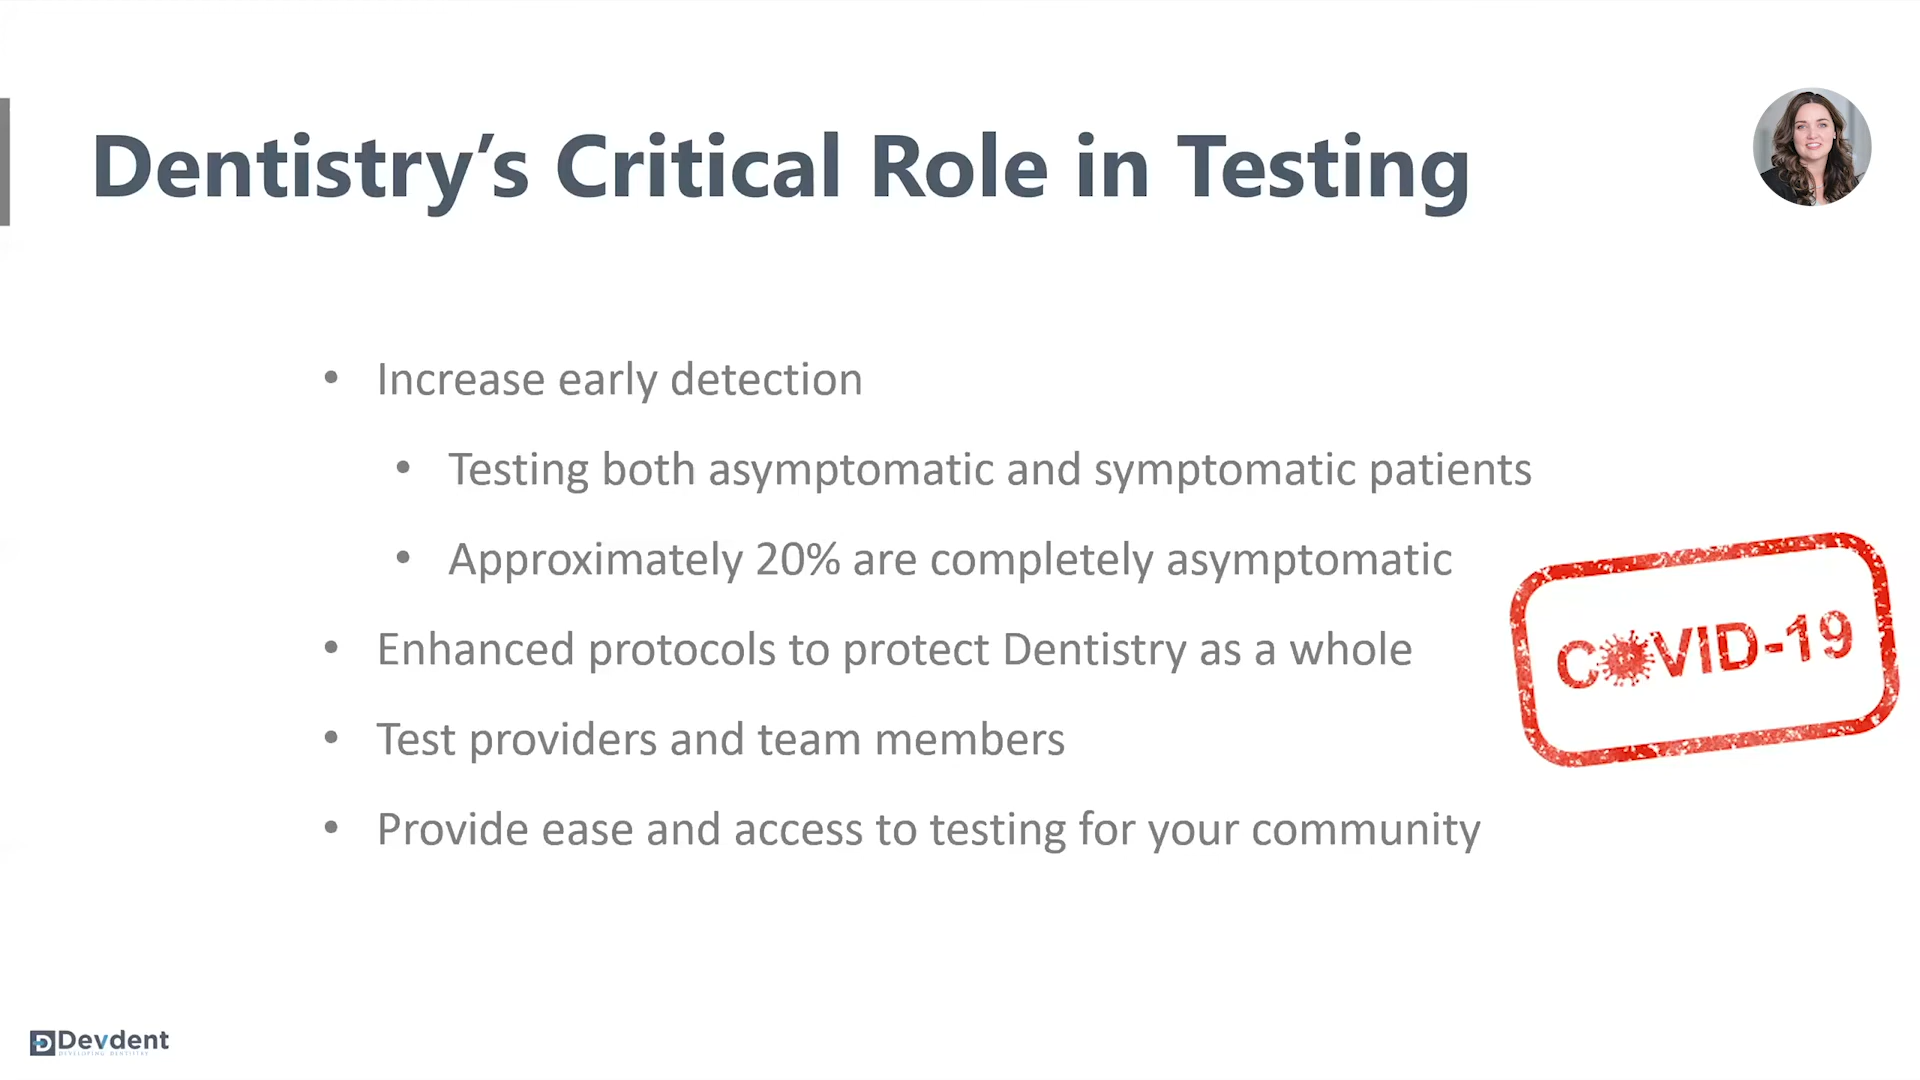 Dentistry’s Critical Role in Testing
• Increase early detection
• Testing both asymptomatic and symptomatic patients
• Approximately 20% are completely asymptomatic
• Enhanced protocols to protect Dentistry as a whole
• Test providers and team members
• Provide ease and access to testing for your community
COVID-19
Devdent
DEVELOPING DENTISTRY